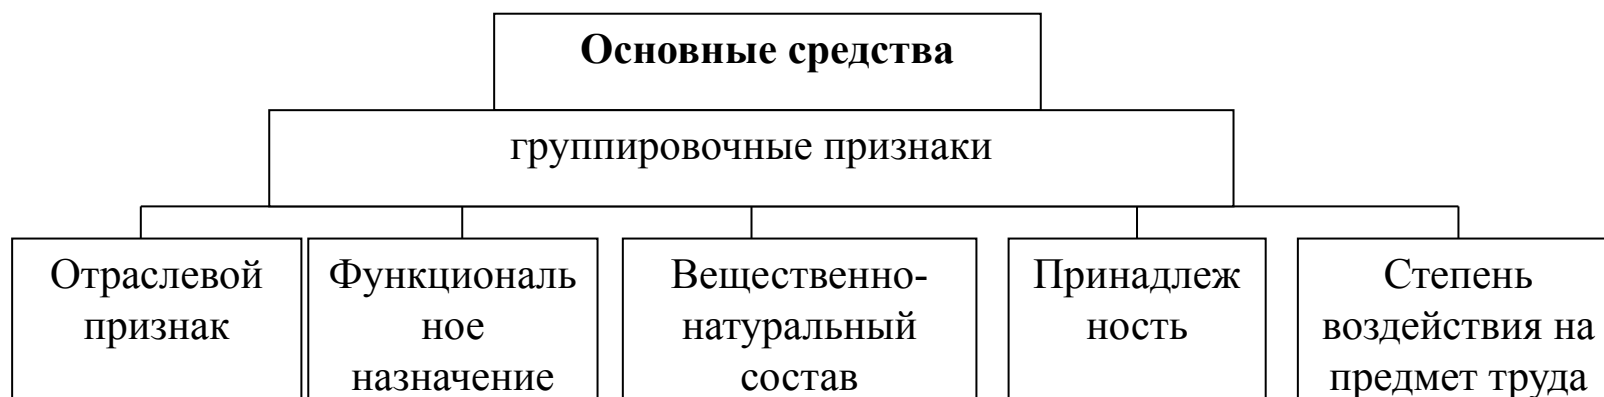 Основные средства
группировочные признаки
Отраслевой
признак
Функциональ
ное
назначение
Вещественно-
натуральный
состав
Принадлеж
ность
Степень
воздействия на
предмет труда